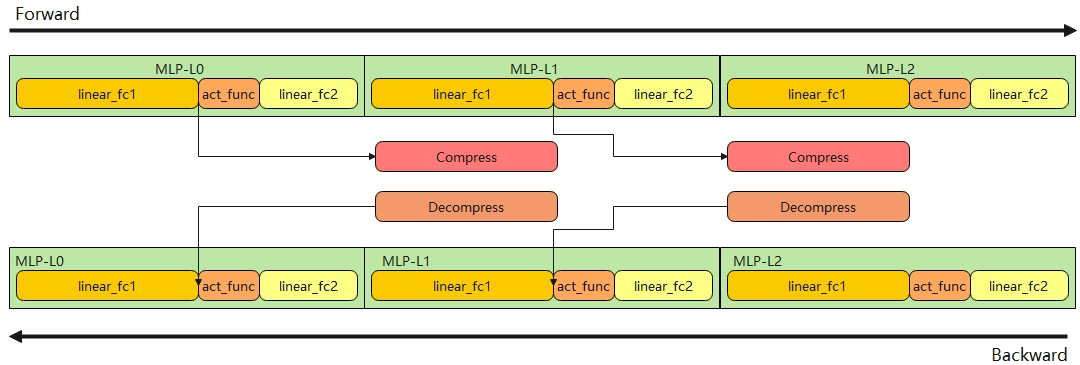 Forward
MLP-L0 MLP-L1 MLP-L2
linear_fc1 act_func linear_fc2 linear_fc1 act_func linear_fc2 linear_fc1 act_func linear_fc2
Compress Compress
Decompress Decompress
MLP-L0 MLP-L1 MLP-L2
linear_fc1 act_func linear_fc2 linear_fc1 act_func linear_fc2 linear_fc1 act_func linear_fc2
Backward